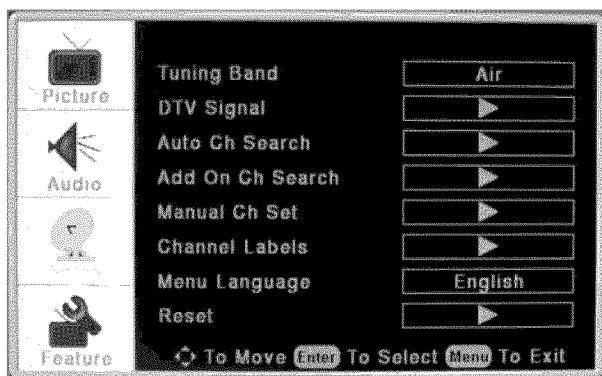 Picture
Audio
Feature
Tuning Band Air
DTV Signal
Auto Ch Search
Add On Ch Search
Manual Ch Set
Channel Labels
Menu Language English
Reset
To Move Enter To Select Menu To Exit